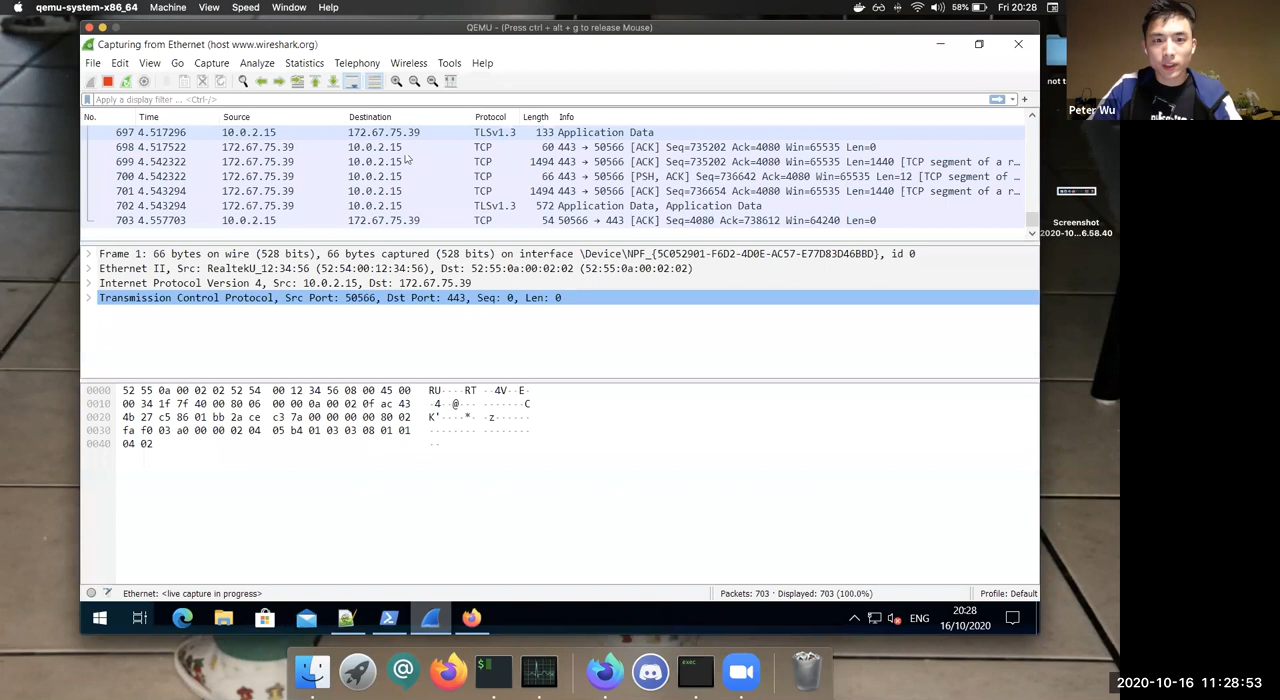 qemu-system-x86_64 Machine View Speed Window Help 58% Fri 20:28
QEMU - (Press ctrl + alt + g to release Mouse)
Capturing from Ethernet (host www.wireshark.org)
File Edit View Go Capture Analyze Statistics Telephony Wireless Tools Help
Apply a display filter ... <Ctrl-/>
No. Time Source Destination Protocol Length Info
697 4.517296 10.0.2.15 172.67.75.39 TLSv1.3 133 Application Data
698 4.517522 172.67.75.39 10.0.2.15 TCP 60 443 → 50566 [ACK] Seq=735202 Ack=4080 Win=65535 Len=0
699 4.542322 172.67.75.39 10.0.2.15 TCP 1494 443 → 50566 [ACK] Seq=735202 Ack=4080 Win=65535 Len=1440 [TCP segment of a r…
700 4.542322 172.67.75.39 10.0.2.15 TCP 66 443 → 50566 [PSH, ACK] Seq=736642 Ack=4080 Win=65535 Len=12 [TCP segment of …
701 4.543294 172.67.75.39 10.0.2.15 TCP 1494 443 → 50566 [ACK] Seq=736654 Ack=4080 Win=65535 Len=1440 [TCP segment of a r…
702 4.543294 172.67.75.39 10.0.2.15 TLSv1.3 572 Application Data, Application Data
703 4.557703 10.0.2.15 172.67.75.39 TCP 54 50566 → 443 [ACK] Seq=4080 Ack=738612 Win=64240 Len=0
Frame 1: 66 bytes on wire (528 bits), 66 bytes captured (528 bits) on interface \Device\NPF_{5C052901-F6D2-4D0E-AC57-E77D83D46BBD}, id 0
Ethernet II, Src: RealtekU_12:34:56 (52:54:00:12:34:56), Dst: 52:55:0a:00:02:02 (52:55:0a:00:02:02)
Internet Protocol Version 4, Src: 10.0.2.15, Dst: 172.67.75.39
Transmission Control Protocol, Src Port: 50566, Dst Port: 443, Seq: 0, Len: 0
0000 52 55 0a 00 02 02 52 54 00 12 34 56 08 00 45 00 RU····RT ··4V··E·
0010 00 34 1f 7f 40 00 80 06 00 00 0a 00 02 0f ac 43 ·4··@··· ·······C
0020 4b 27 c5 86 01 bb 2a ce c3 7a 00 00 00 00 80 02 K'····*· ·z······
0030 fa f0 03 a0 00 00 02 04 05 b4 01 03 03 08 01 01 ········ ········
0040 04 02 ··
Ethernet: <live capture in progress>
Packets: 703 · Displayed: 703 (100.0%)
Profile: Default
ENG
20:28
16/10/2020
Peter Wu
not t
Screenshot
2020-10...6.58.40
$
exec
2020-10-16 11:28:53